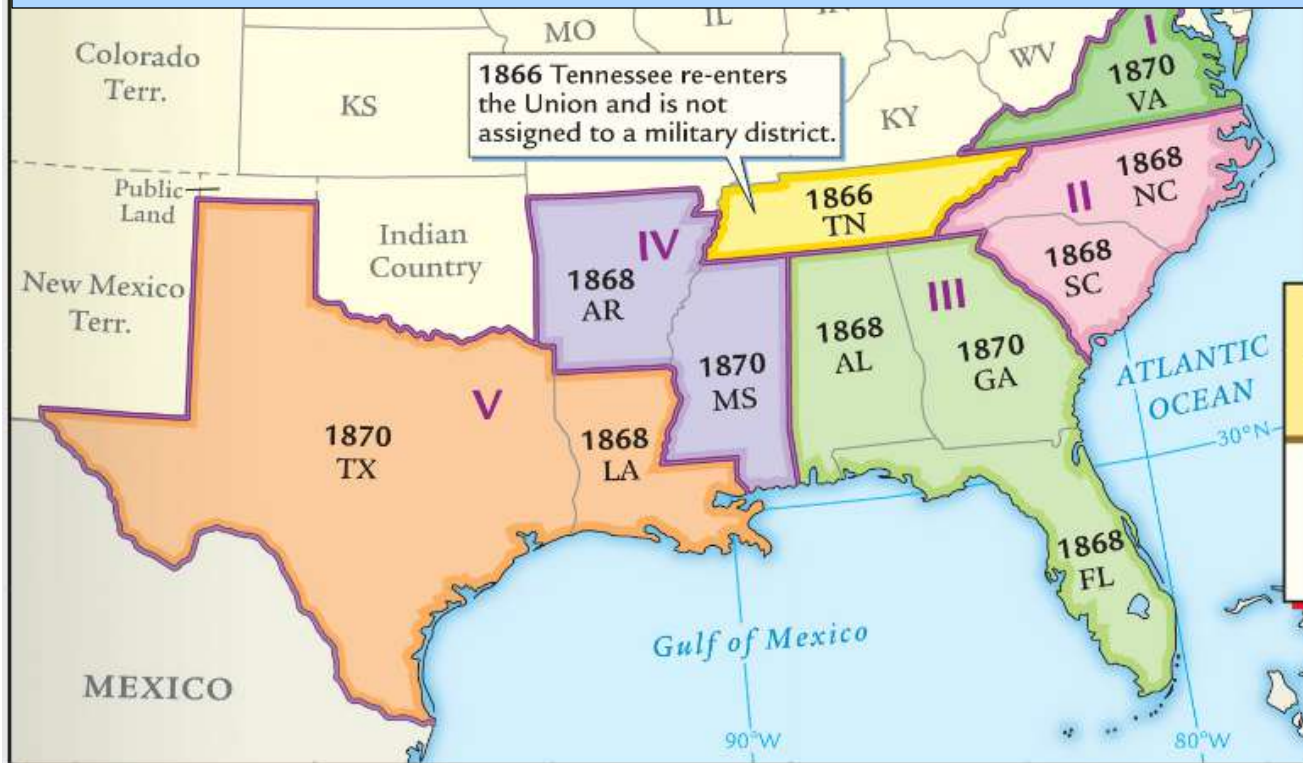 MO
IL
I
Colorado
Terr.
KS
1866 Tennessee re-enters
the Union and is not
assigned to a military district.
WV
1870
VA
KY
Public
Land
Indian
Country
New Mexico
Terr.
IV
1868
AR
1866
TN
II
1868
NC
1868
SC
III
1868
AL
1870
GA
1870
MS
V
1870
TX
1868
LA
ATLANTIC
OCEAN
30°N
1868
FL
Gulf of Mexico
MEXICO
90°W
80°W